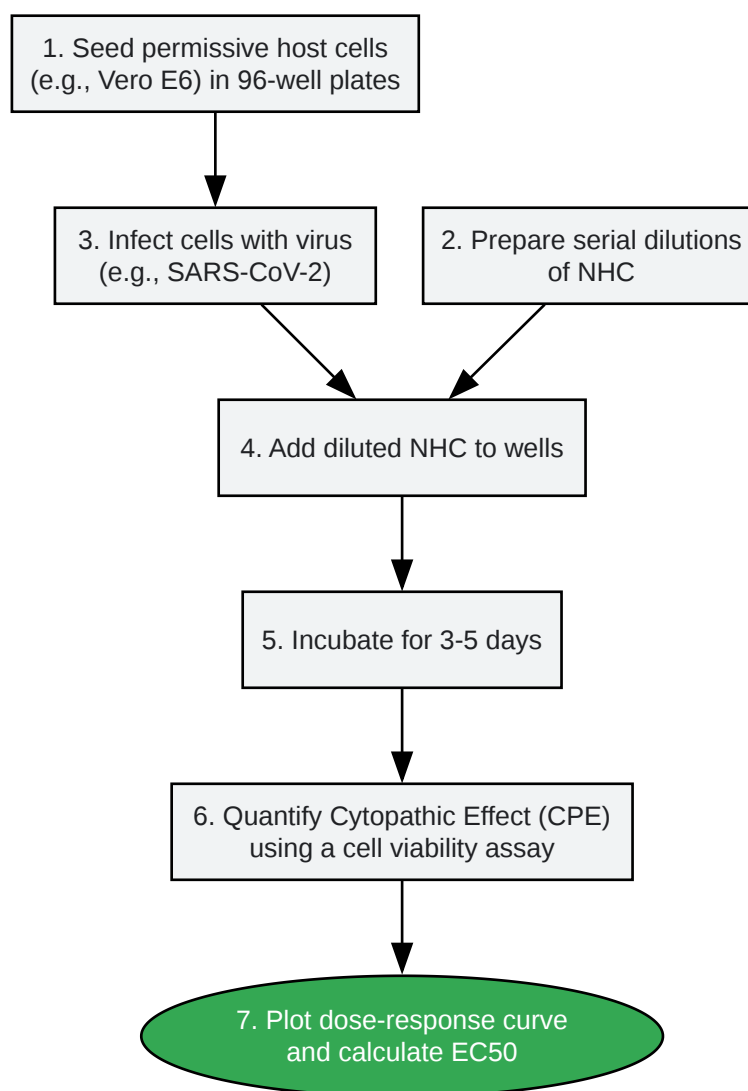 1. Seed permissive host cells
(e.g., Vero E6) in 96-well plates
3. Infect cells with virus
(e.g., SARS-CoV-2)
2. Prepare serial dilutions
of NHC
4. Add diluted NHC to wells
5. Incubate for 3-5 days
6. Quantify Cytopathic Effect (CPE)
using a cell viability assay
7. Plot dose-response curve
and calculate EC50